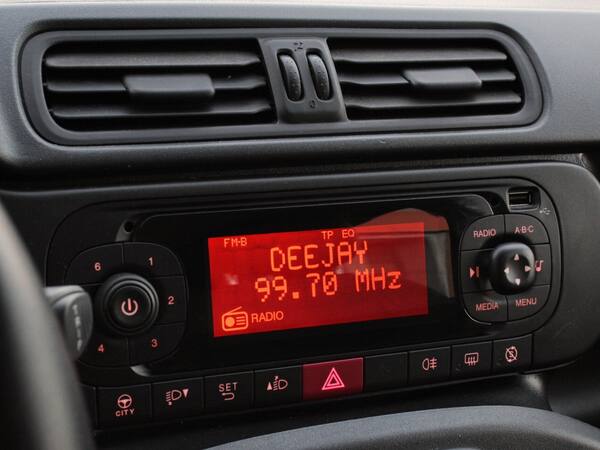 FM-B TP EQ
DEEJAY
99.70 MHz
RADIO
6 1
2
4 3
RADIO A·B·C
MEDIA MENU
CITY
SET